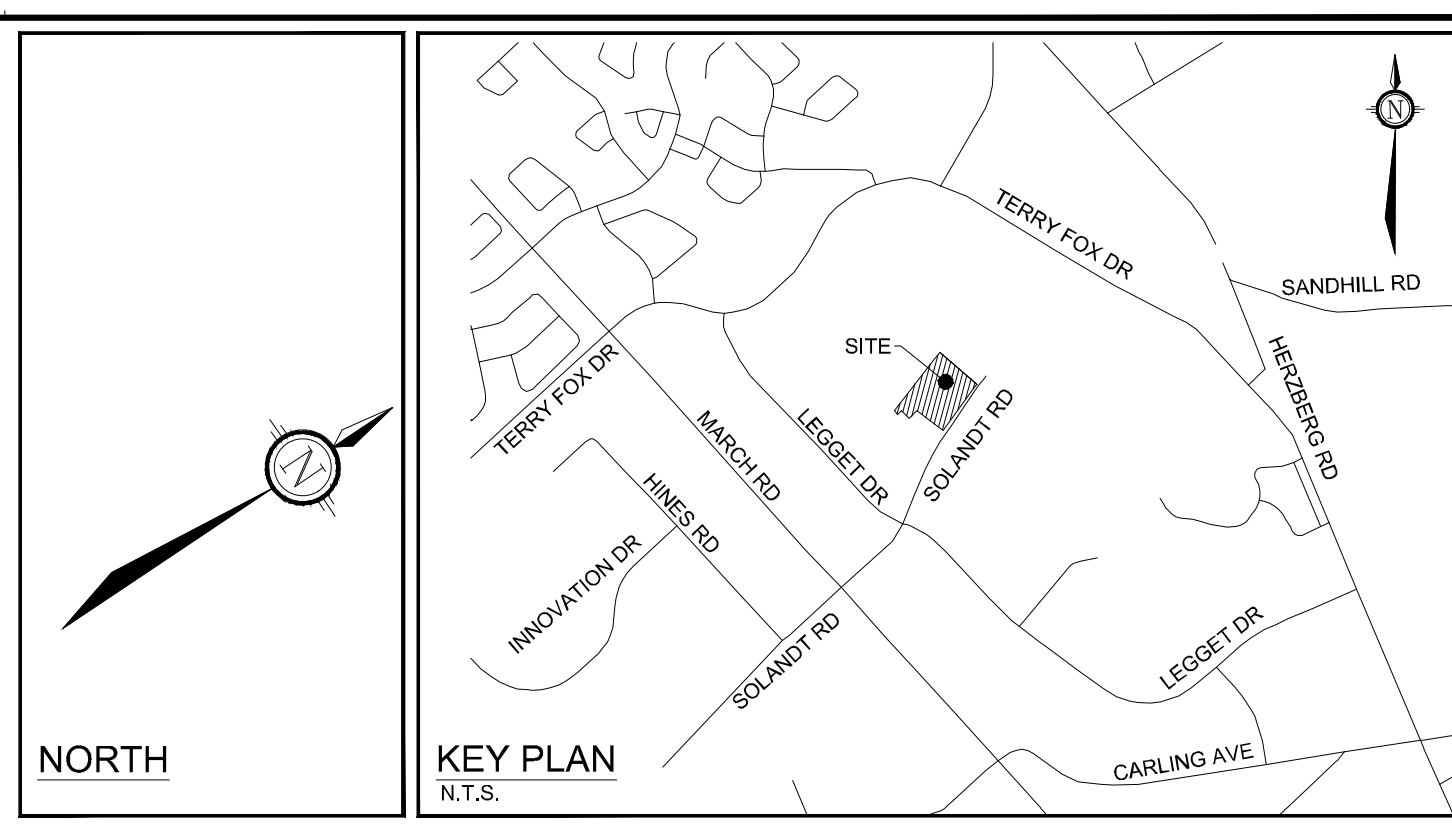 N
NORTH
N
TERRY FOX DR
SANDHILL RD
SITE
HERZBERG RD
TERRY FOX DR
MARCH RD
LEGGET DR
SOLANDT RD
HINES RD
INNOVATION DR
SOLANDT RD
LEGGET DR
CARLING AVE
KEY PLAN
N.T.S.